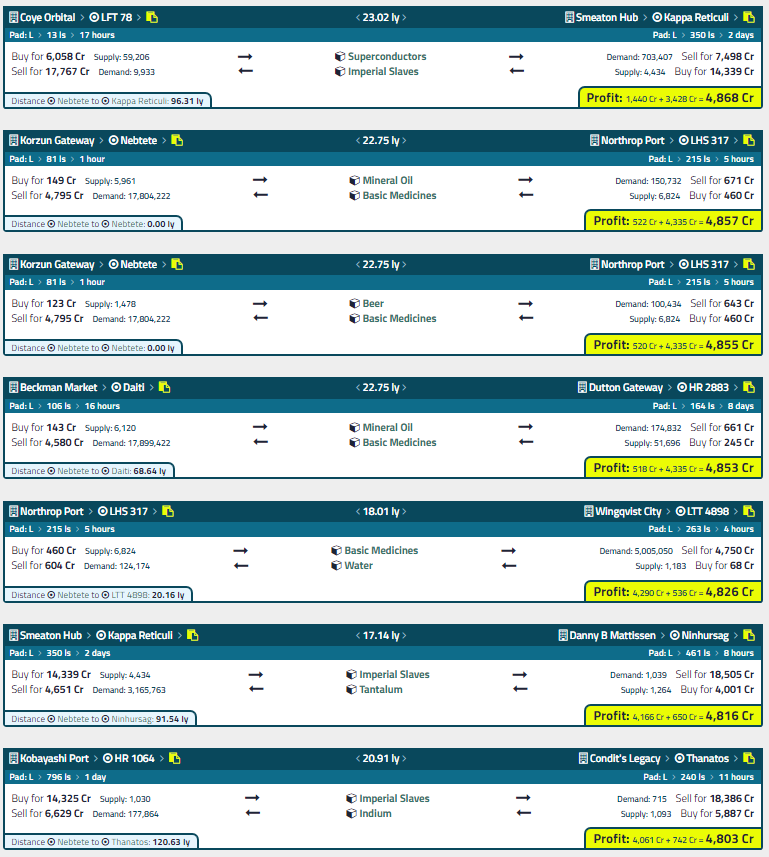 Coye Orbital > LFT 78 > < 23.02 ly > Smeaton Hub > Kappa Reticuli >
Pad: L > 13 ls > 17 hours Pad: L > 350 ls > 2 days
Buy for 6,058 Cr Supply: 59,206 Superconductors Demand: 703,407 Sell for 7,498 Cr
Sell for 17,767 Cr Demand: 9,933 Imperial Slaves Supply: 4,434 Buy for 14,339 Cr
Distance Nebtete to Kappa Reticuli: 96.31 ly Profit: 1,440 Cr + 3,428 Cr = 4,868 Cr
Korzun Gateway > Nebtete > < 22.75 ly > Northrop Port > LHS 317 >
Pad: L > 81 ls > 1 hour Pad: L > 215 ls > 5 hours
Buy for 149 Cr Supply: 5,961 Mineral Oil Demand: 150,732 Sell for 671 Cr
Sell for 4,795 Cr Demand: 17,804,222 Basic Medicines Supply: 6,824 Buy for 460 Cr
Distance Nebtete to Nebtete: 0.00 ly Profit: 522 Cr + 4,335 Cr = 4,857 Cr
Korzun Gateway > Nebtete > < 22.75 ly > Northrop Port > LHS 317 >
Pad: L > 81 ls > 1 hour Pad: L > 215 ls > 5 hours
Buy for 123 Cr Supply: 1,478 Beer Demand: 100,434 Sell for 643 Cr
Sell for 4,795 Cr Demand: 17,804,222 Basic Medicines Supply: 6,824 Buy for 460 Cr
Distance Nebtete to Nebtete: 0.00 ly Profit: 520 Cr + 4,335 Cr = 4,855 Cr
Beckman Market > Daiti > < 22.75 ly > Dutton Gateway > HR 2883 >
Pad: L > 106 ls > 16 hours Pad: L > 164 ls > 8 days
Buy for 143 Cr Supply: 6,120 Mineral Oil Demand: 174,832 Sell for 661 Cr
Sell for 4,580 Cr Demand: 17,899,422 Basic Medicines Supply: 51,696 Buy for 245 Cr
Distance Nebtete to Daiti: 68.64 ly Profit: 518 Cr + 4,335 Cr = 4,853 Cr
Northrop Port > LHS 317 > < 18.01 ly > Wingqvist City > LTT 4898 >
Pad: L > 215 ls > 5 hours Pad: L > 263 ls > 4 hours
Buy for 460 Cr Supply: 6,824 Basic Medicines Demand: 5,005,050 Sell for 4,750 Cr
Sell for 604 Cr Demand: 124,174 Water Supply: 1,183 Buy for 68 Cr
Distance Nebtete to LTT 4898: 20.16 ly Profit: 4,290 Cr + 536 Cr = 4,826 Cr
Smeaton Hub > Kappa Reticuli > < 17.14 ly > Danny B Mattissen > Ninhursag >
Pad: L > 350 ls > 2 days Pad: L > 461 ls > 8 hours
Buy for 14,339 Cr Supply: 4,434 Imperial Slaves Demand: 1,039 Sell for 18,505 Cr
Sell for 4,651 Cr Demand: 3,165,763 Tantalum Supply: 1,264 Buy for 4,001 Cr
Distance Nebtete to Ninhursag: 91.54 ly Profit: 4,166 Cr + 650 Cr = 4,816 Cr
Kobayashi Port > HR 1064 > < 20.91 ly > Condit's Legacy > Thanatos >
Pad: L > 796 ls > 1 day Pad: L > 240 ls > 11 hours
Buy for 14,325 Cr Supply: 1,030 Imperial Slaves Demand: 715 Sell for 18,386 Cr
Sell for 6,629 Cr Demand: 177,864 Indium Supply: 1,093 Buy for 5,887 Cr
Distance Nebtete to Thanatos: 120.63 ly Profit: 4,061 Cr + 742 Cr = 4,803 Cr